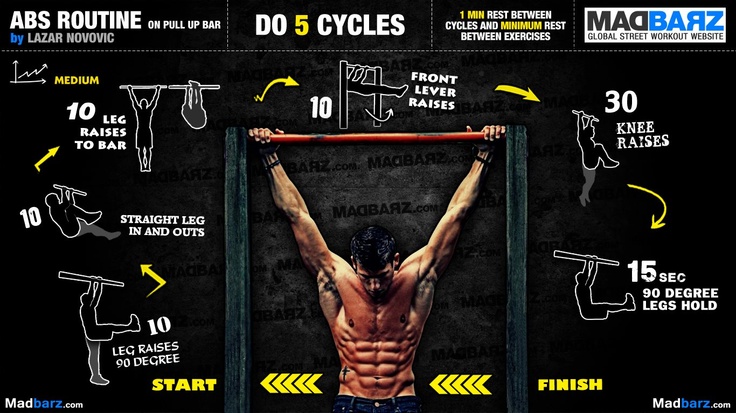 ABS ROUTINE ON PULL UP BAR
by LAZAR NOVOVIC
DO 5 CYCLES
1 MIN REST BETWEEN
CYCLES AND MINIMUM REST
BETWEEN EXERCISES
MADBARZ
GLOBAL STREET WORKOUT WEBSITE
MEDIUM
10 LEG
RAISES
TO BAR
10 FRONT
LEVER
RAISES
30
KNEE
RAISES
10 STRAIGHT LEG
IN AND OUTS
15 SEC
90 DEGREE
LEGS HOLD
10
LEG RAISES
90 DEGREE
START
FINISH
MADBARZ.COM
Madbarz.com
Madbarz.com